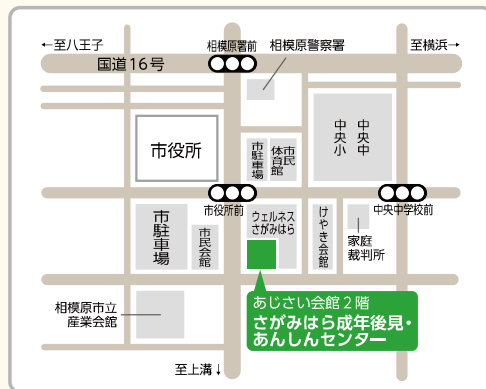 ←至八王子
相模原署前
相模原警察署
至横浜→
国道16号
市役所
市駐車場
市民
体育館
中央中
中央小
市役所前
中央中学校前
市駐車場
市民会館
ウェルネス
さがみはら
けやき会館
家庭
裁判所
相模原市立
産業会館
あじさい会館2階
さがみはら成年後見・
あんしんセンター
至上溝↓